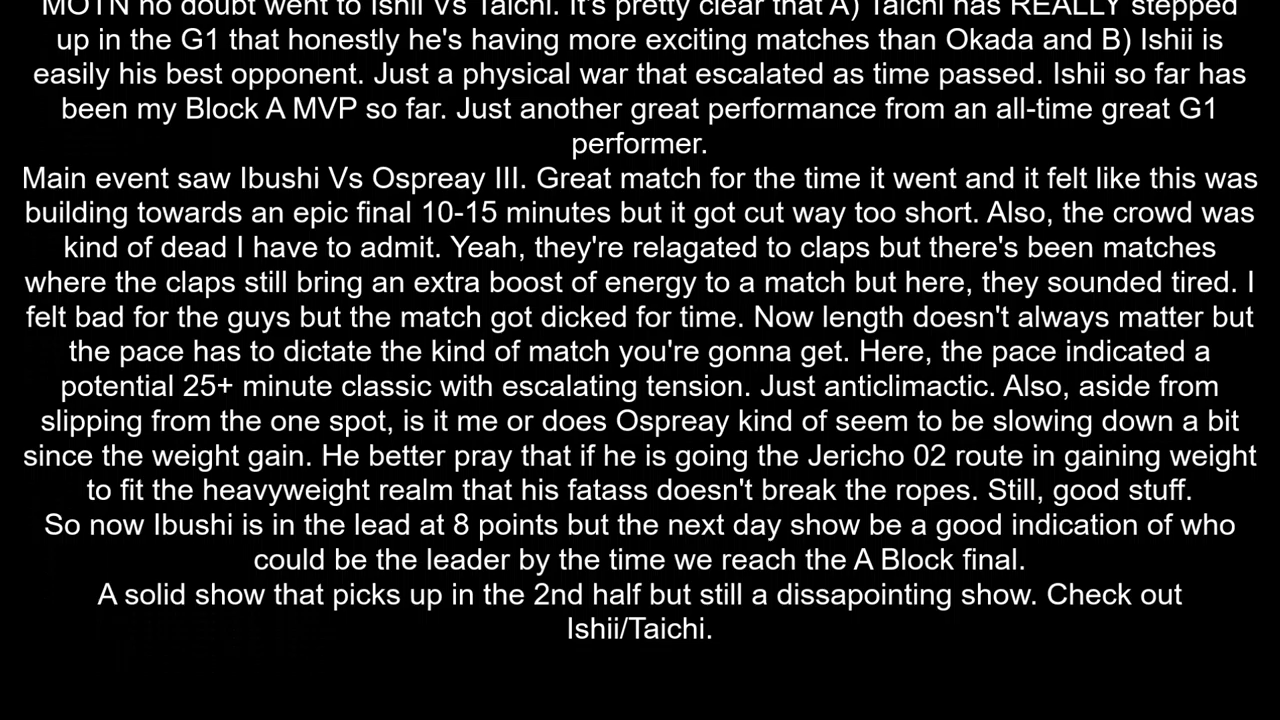 MOTN no doubt went to Ishii Vs Taichi. It's pretty clear that A) Taichi has REALLY stepped
up in the G1 that honestly he's having more exciting matches than Okada and B) Ishii is
easily his best opponent. Just a physical war that escalated as time passed. Ishii so far has
been my Block A MVP so far. Just another great performance from an all-time great G1
performer.
Main event saw Ibushi Vs Ospreay III. Great match for the time it went and it felt like this was
building towards an epic final 10-15 minutes but it got cut way too short. Also, the crowd was
kind of dead I have to admit. Yeah, they're relagated to claps but there's been matches
where the claps still bring an extra boost of energy to a match but here, they sounded tired. I
felt bad for the guys but the match got dicked for time. Now length doesn't always matter but
the pace has to dictate the kind of match you're gonna get. Here, the pace indicated a
potential 25+ minute classic with escalating tension. Just anticlimactic. Also, aside from
slipping from the one spot, is it me or does Ospreay kind of seem to be slowing down a bit
since the weight gain. He better pray that if he is going the Jericho 02 route in gaining weight
to fit the heavyweight realm that his fatass doesn't break the ropes. Still, good stuff.
So now Ibushi is in the lead at 8 points but the next day show be a good indication of who
could be the leader by the time we reach the A Block final.
A solid show that picks up in the 2nd half but still a dissapointing show. Check out
Ishii/Taichi.